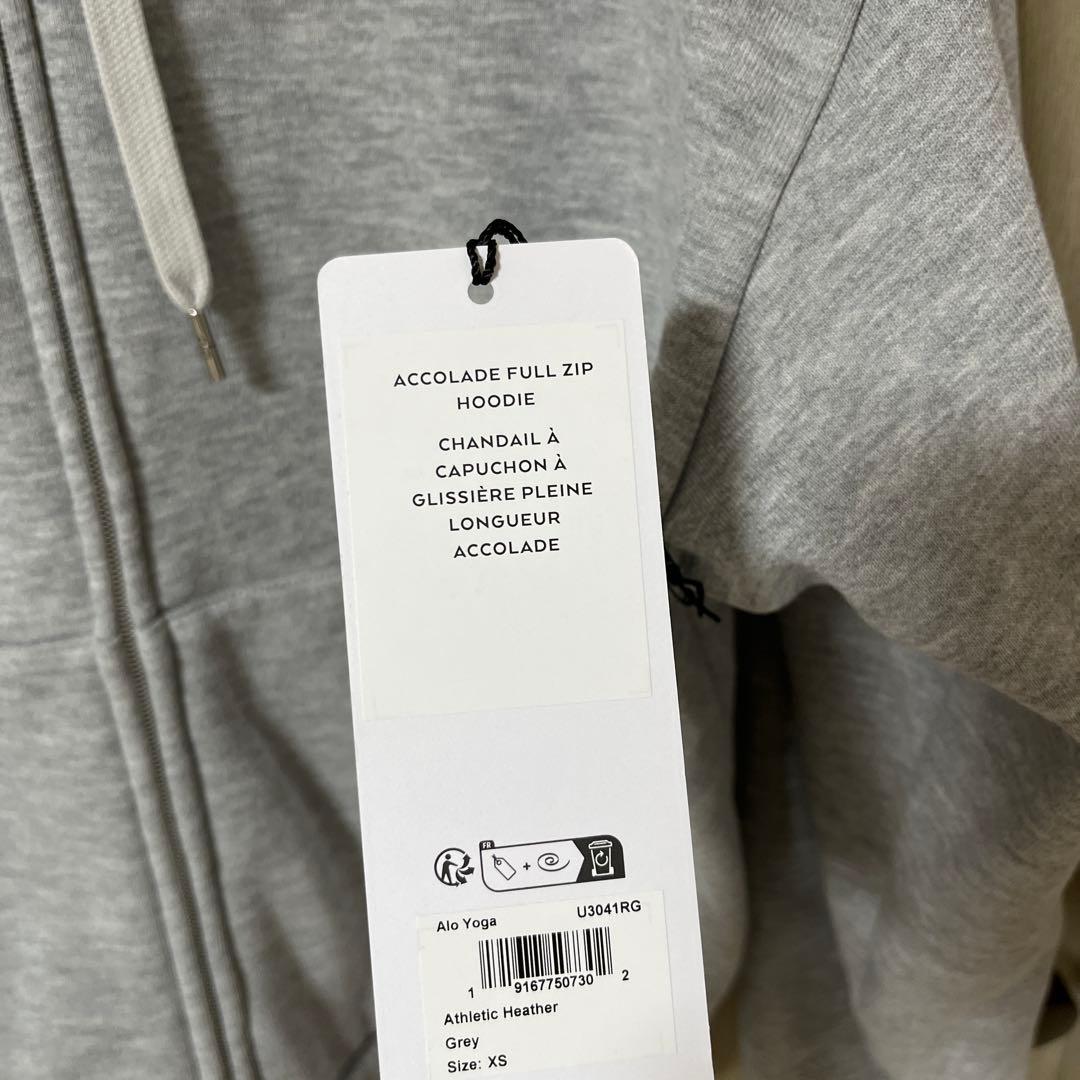 ACCOLADE FULL ZIP
HOODIE
CHANDAIL À
CAPUCHON À
GLISSIÈRE PLEINE
LONGUEUR
ACCOLADE
FR
+
Alo Yoga U3041RG
1 9167750730 2
Athletic Heather
Grey
Size: XS